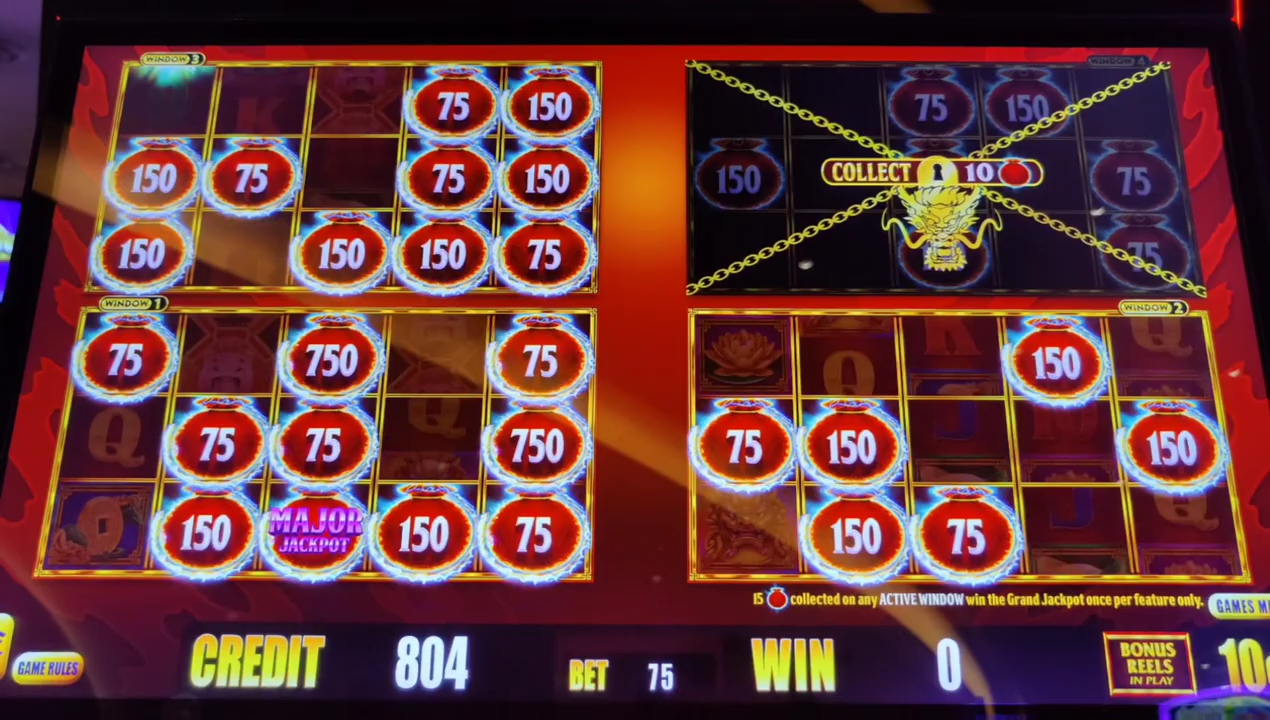 WINDOW 3
K
75 150
150 75 75 150
150 150 150 75
WINDOW 4
75 150
150 COLLECT 10 75
75
WINDOW 1
75 750 75
Q 75 75 Q 750
150 MAJOR JACKPOT 150 75
WINDOW 2
Q K 150 Q
75 150 J 10 150
150 75 J Q
15 collected on any ACTIVE WINDOW win the Grand Jackpot once per feature only.
GAMES
GAME RULES
CREDIT 804 BET 75 WIN 0
BONUS REELS IN PLAY
10